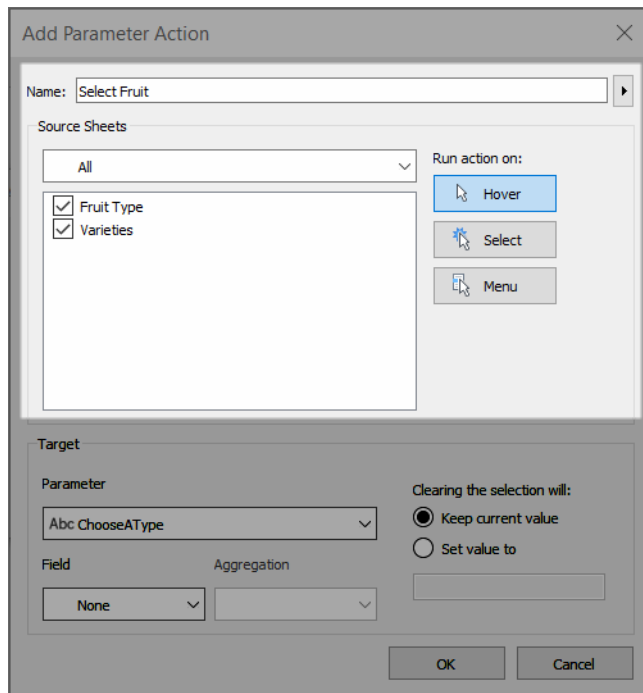 Add Parameter Action
Name: Select Fruit
Source Sheets
All
Run action on:
Fruit Type
Varieties
Hover
Select
Menu
Target
Parameter
Abc ChooseAType
Field
Aggregation
None
Clearing the selection will:
Keep current value
Set value to
OK
Cancel